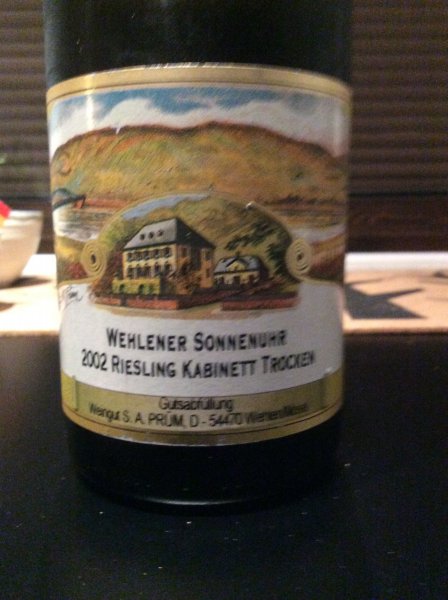 WEHLENER SONNENUHR
2002 RIESLING KABINETT TROCKEN
Gutsabfüllung
Weingut S. A. PRÜM, D - 54470 Wehlen/Mosel